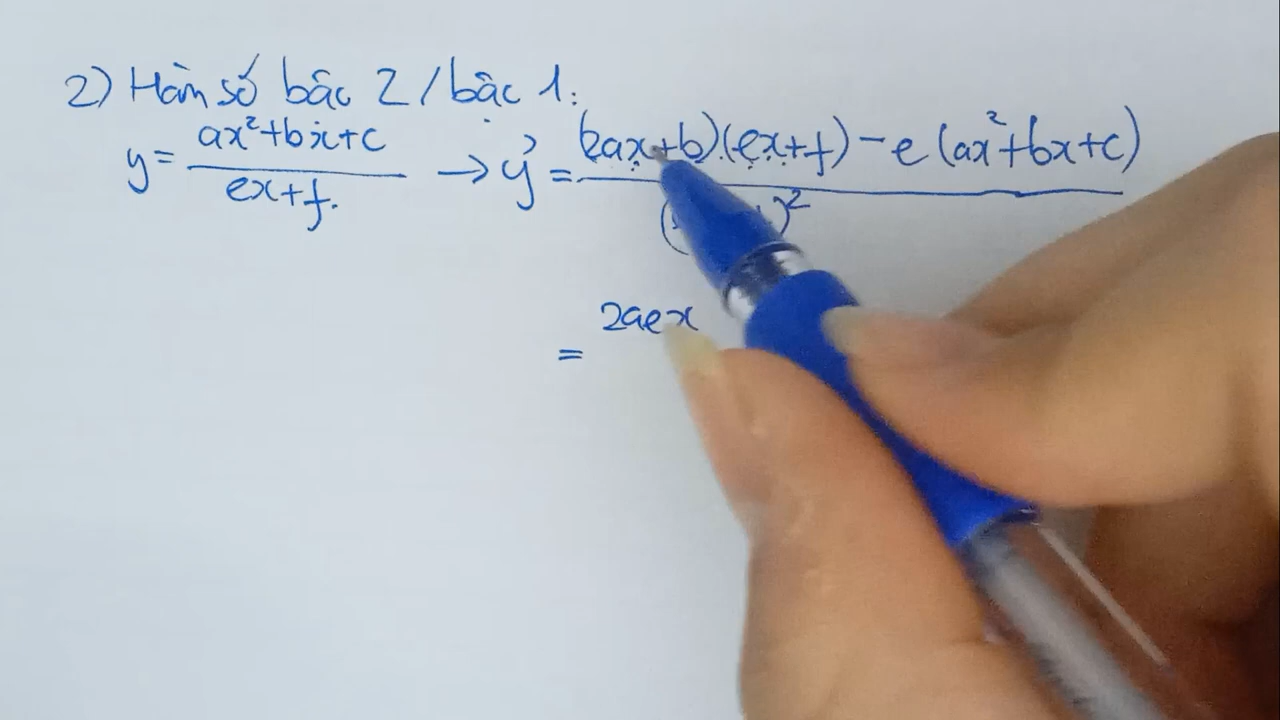 2) Hàm số bậc 2 / bậc 1:
y = (ax²+bx+c)/(ex+f) → y' = ((2ax+b)(ex+f) - e(ax²+bx+c))/( )²
= 2aex